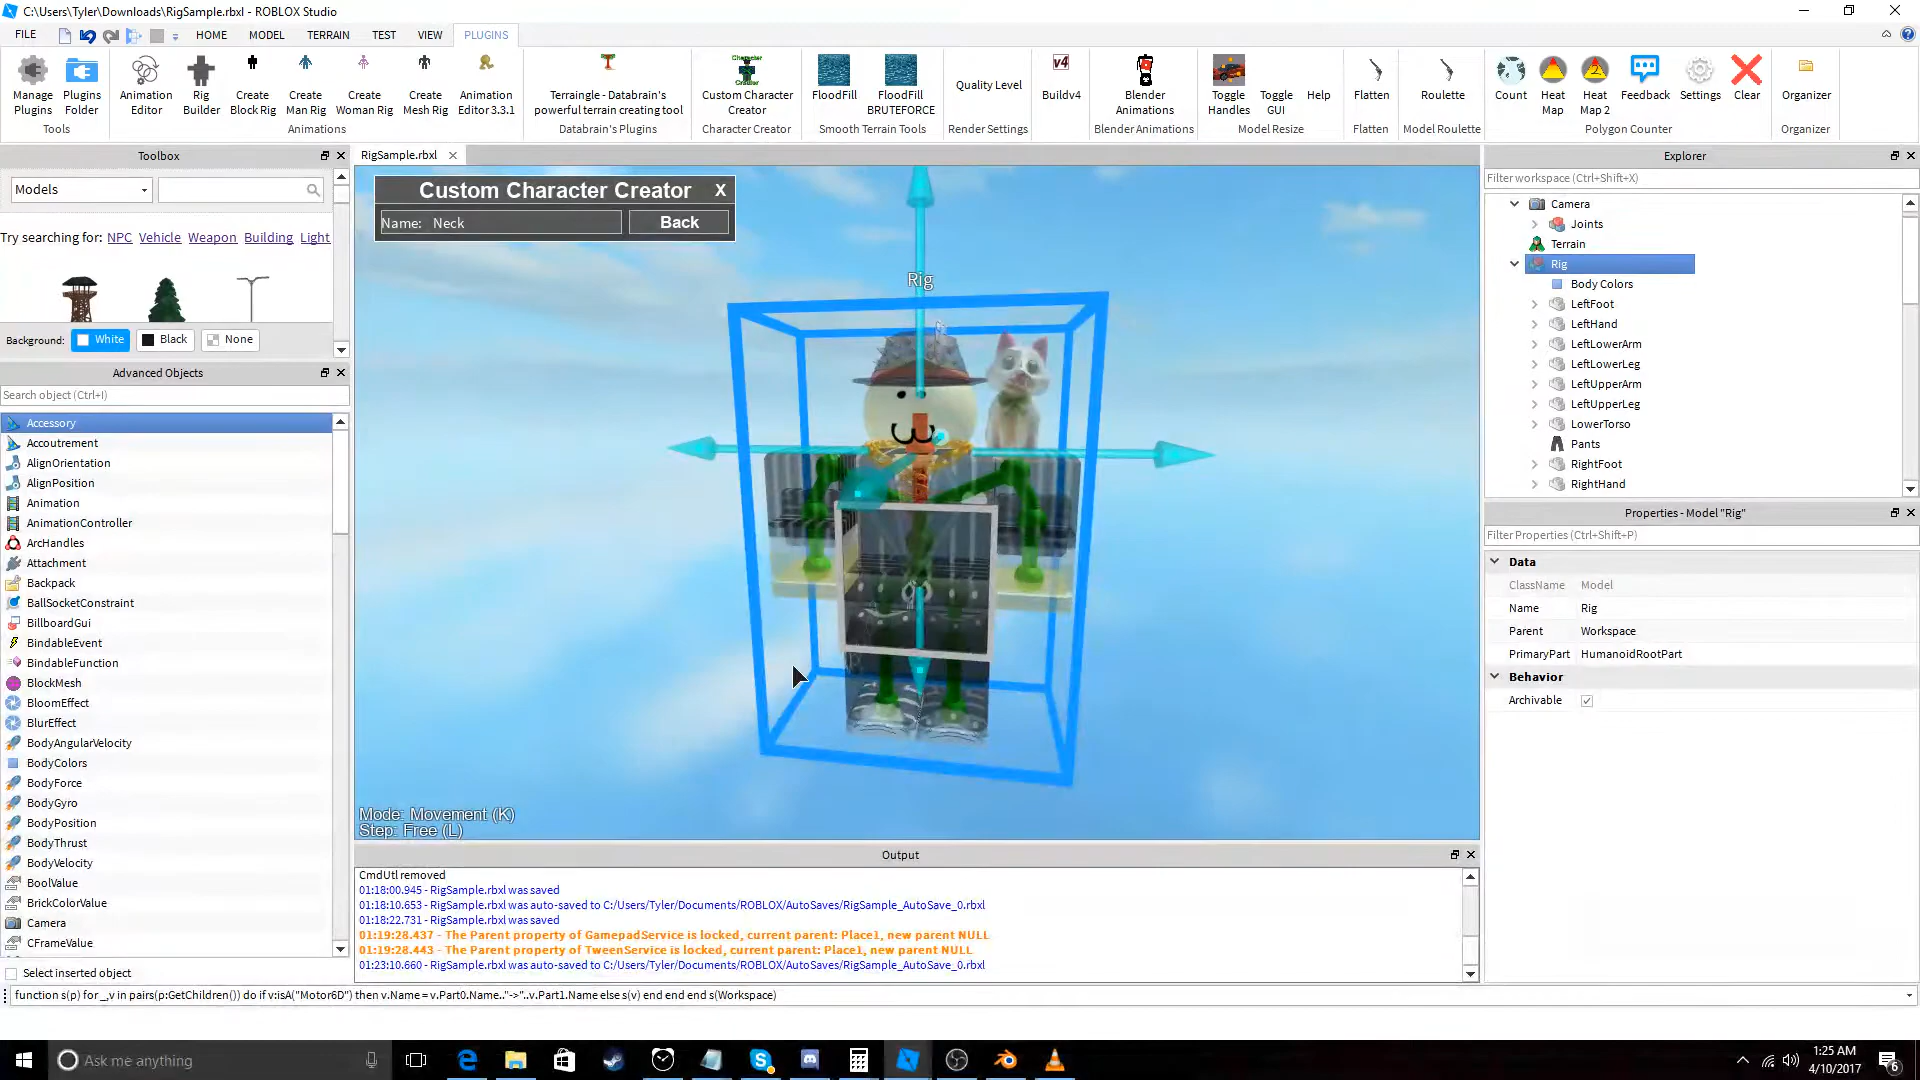 C:\Users\Tyler\Downloads\RigSample.rbxl - ROBLOX Studio
FILE HOME MODEL TERRAIN TEST VIEW PLUGINS
Manage Plugins
Plugins Folder
Tools
Animation Editor
Rig Builder
Create Block Rig
Create Man Rig
Create Woman Rig
Create Mesh Rig
Animation Editor 3.3.1
Animations
Terraingle - Databrain's powerful terrain creating tool
Databrain's Plugins
Character Creator
Custom Character Creator
Character Creator
FloodFill
FloodFill BRUTEFORCE
Smooth Terrain Tools
Quality Level
Render Settings
v4
Buildv4
Blender Animations
Blender Animations
Toggle Handles
Toggle GUI
Help
Model Resize
Flatten
Flatten
Roulette
Model Roulette
Count
Heat Map
2
Heat Map 2
Feedback
Settings
Clear
Polygon Counter
Organizer
Organizer
Toolbox
Models
Try searching for: NPC Vehicle Weapon Building Light
Background: White Black None
Advanced Objects
Search object (Ctrl+I)
Accessory
Accoutrement
AlignOrientation
AlignPosition
Animation
AnimationController
ArcHandles
Attachment
Backpack
BallSocketConstraint
BillboardGui
BindableEvent
BindableFunction
BlockMesh
BloomEffect
BlurEffect
BodyAngularVelocity
BodyColors
BodyForce
BodyGyro
BodyPosition
BodyThrust
BodyVelocity
BoolValue
BrickColorValue
Camera
CFrameValue
Select inserted object
RigSample.rbxl
Custom Character Creator X
Name: Neck Back
Rig
Mode: Movement (K)
Step: Free (L)
Output
CmdUtl removed
01:18:00.945 - RigSample.rbxl was saved
01:18:10.653 - RigSample.rbxl was auto-saved to C:/Users/Tyler/Documents/ROBLOX/AutoSaves/RigSample_AutoSave_0.rbxl
01:18:22.731 - RigSample.rbxl was saved
01:19:28.437 - The Parent property of GamepadService is locked, current parent: Place1, new parent NULL
01:19:28.443 - The Parent property of TweenService is locked, current parent: Place1, new parent NULL
01:23:10.660 - RigSample.rbxl was auto-saved to C:/Users/Tyler/Documents/ROBLOX/AutoSaves/RigSample_AutoSave_0.rbxl
Explorer
Filter workspace (Ctrl+Shift+X)
Camera
Joints
Terrain
Rig
Body Colors
LeftFoot
LeftHand
LeftLowerArm
LeftLowerLeg
LeftUpperArm
LeftUpperLeg
LowerTorso
Pants
RightFoot
RightHand
Properties - Model "Rig"
Filter Properties (Ctrl+Shift+P)
Data
ClassName Model
Name Rig
Parent Workspace
PrimaryPart HumanoidRootPart
Behavior
Archivable
function s(p) for _,v in pairs(p:GetChildren()) do if v:isA("Motor6D") then v.Name = v.Part0.Name.."->"..v.Part1.Name else s(v) end end end s(Workspace)
Ask me anything
1:25 AM
4/10/2017
6